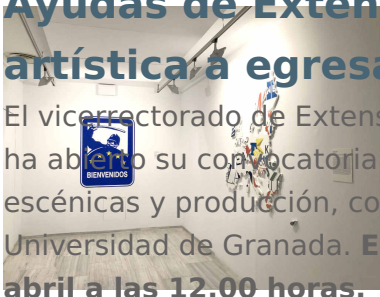 Ayudas de Exten
artística a egresa
El vicerrectorado de Extens
ha abierto su convocatoria
BIENVENIDOS
escénicas y producción, co
Universidad de Granada. E
abril a las 12.00 horas.